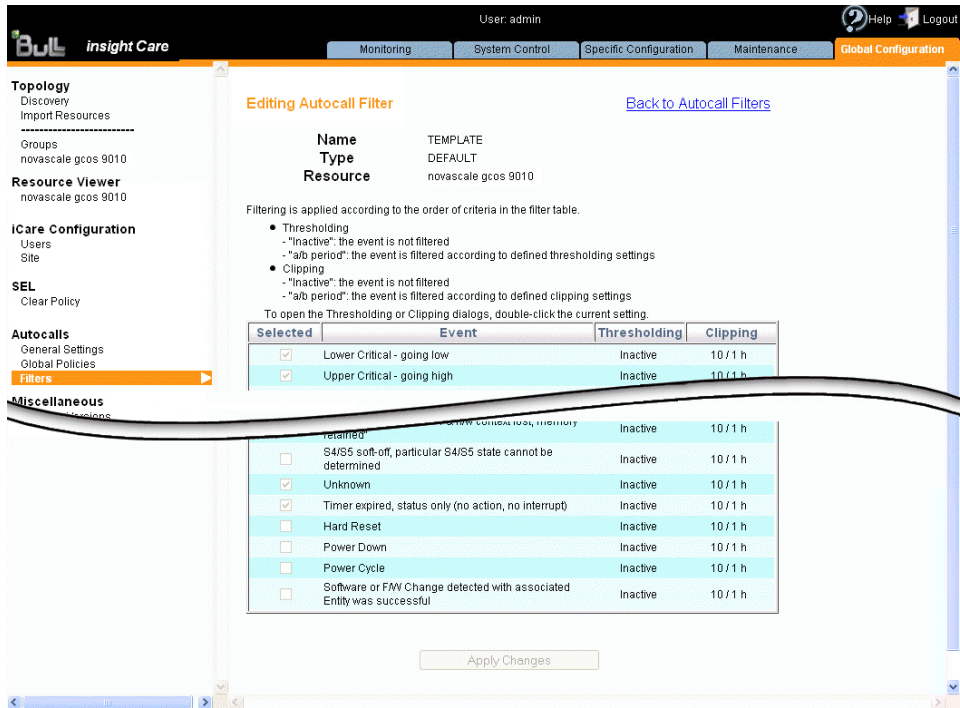 User: admin
Help
Logout
Bull
insight Care
Monitoring
System Control
Specific Configuration
Maintenance
Global Configuration
Topology
Discovery
Import Resources
-------------------------
Groups
novascale gcos 9010
Resource Viewer
novascale gcos 9010
iCare Configuration
Users
Site
SEL
Clear Policy
Autocalls
General Settings
Global Policies
Filters
Miscellaneous
Editing Autocall Filter
Back to Autocall Filters
Name TEMPLATE
Type DEFAULT
Resource novascale gcos 9010
Filtering is applied according to the order of criteria in the filter table.
● Thresholding
- "Inactive": the event is not filtered
- "a/b period": the event is filtered according to defined thresholding settings
● Clipping
- "Inactive": the event is not filtered
- "a/b period": the event is filtered according to defined clipping settings
To open the Thresholding or Clipping dialogs, double-click the current setting.
Selected Event Thresholding Clipping
Lower Critical - going low Inactive 10 / 1 h
Upper Critical - going high Inactive 10 / 1 h
context lost, memory
retained" Inactive 10 / 1 h
S4/S5 soft-off, particular S4/S5 state cannot be
determined Inactive 10 / 1 h
Unknown Inactive 10 / 1 h
Timer expired, status only (no action, no interrupt) Inactive 10 / 1 h
Hard Reset Inactive 10 / 1 h
Power Down Inactive 10 / 1 h
Power Cycle Inactive 10 / 1 h
Software or F/W Change detected with associated
Entity was successful Inactive 10 / 1 h
Apply Changes